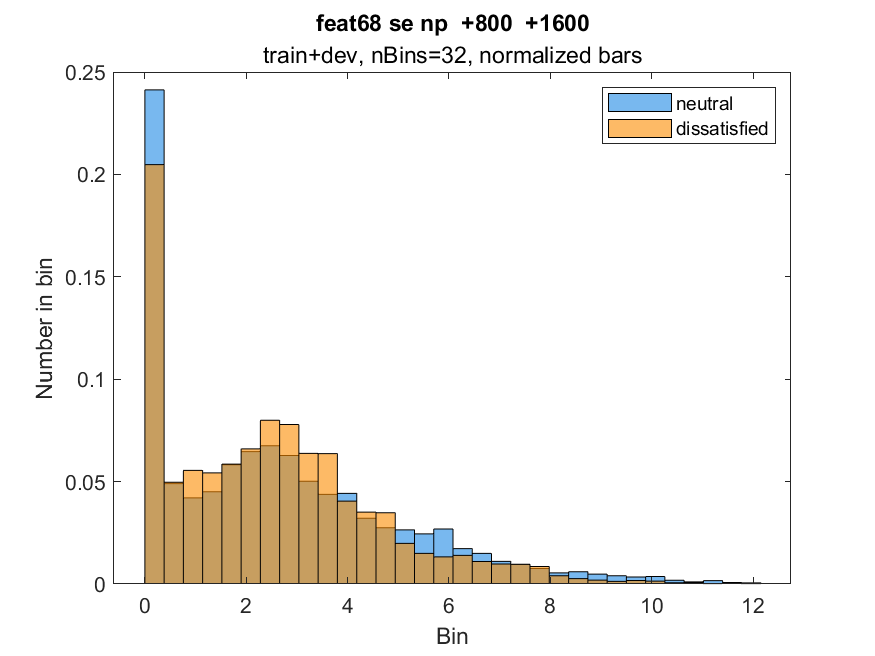 feat68 se np  +800  +1600
train+dev, nBins=32, normalized bars
neutral
dissatisfied
Number in bin
0.25
0.2
0.15
0.1
0.05
0
0 2 4 6 8 10 12
Bin